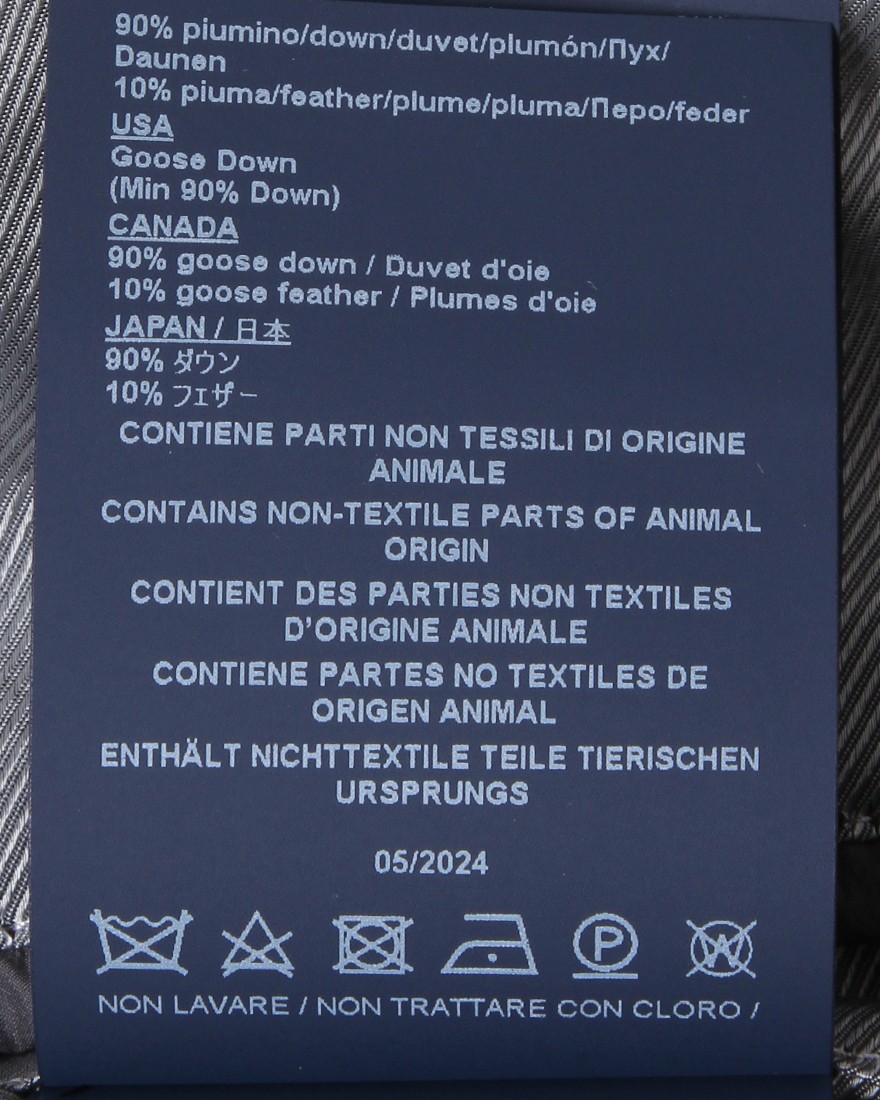 90% piumino/down/duvet/plumón/Пух/
Daunen
10% piuma/feather/plume/pluma/Перо/feder
USA
Goose Down
(Min 90% Down)
CANADA
90% goose down / Duvet d'oie
10% goose feather / Plumes d'oie
JAPAN / 日本
90% ダウン
10% フェザー
CONTIENE PARTI NON TESSILI DI ORIGINE
ANIMALE
CONTAINS NON-TEXTILE PARTS OF ANIMAL
ORIGIN
CONTIENT DES PARTIES NON TEXTILES
D'ORIGINE ANIMALE
CONTIENE PARTES NO TEXTILES DE
ORIGEN ANIMAL
ENTHÄLT NICHTTEXTILE TEILE TIERISCHEN
URSPRUNGS
05/2024
P W
NON LAVARE / NON TRATTARE CON CLORO /